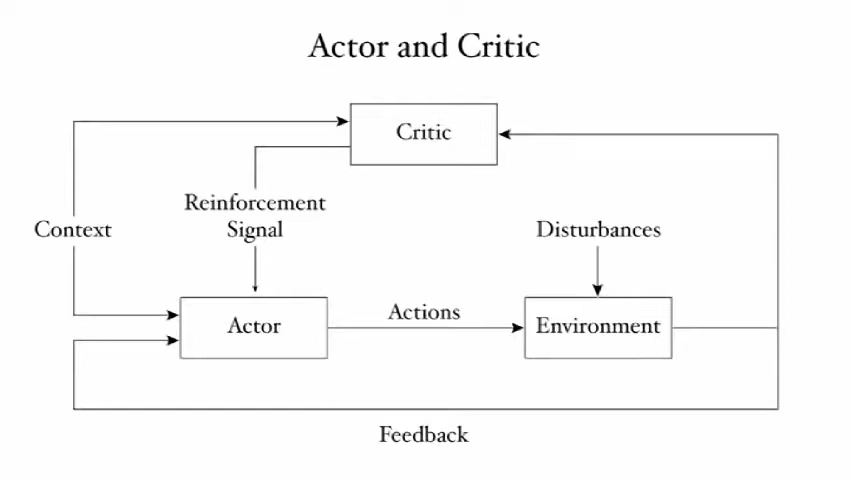 Actor and Critic
Critic
Reinforcement
Signal
Context
Disturbances
Actor
Actions
Environment
Feedback